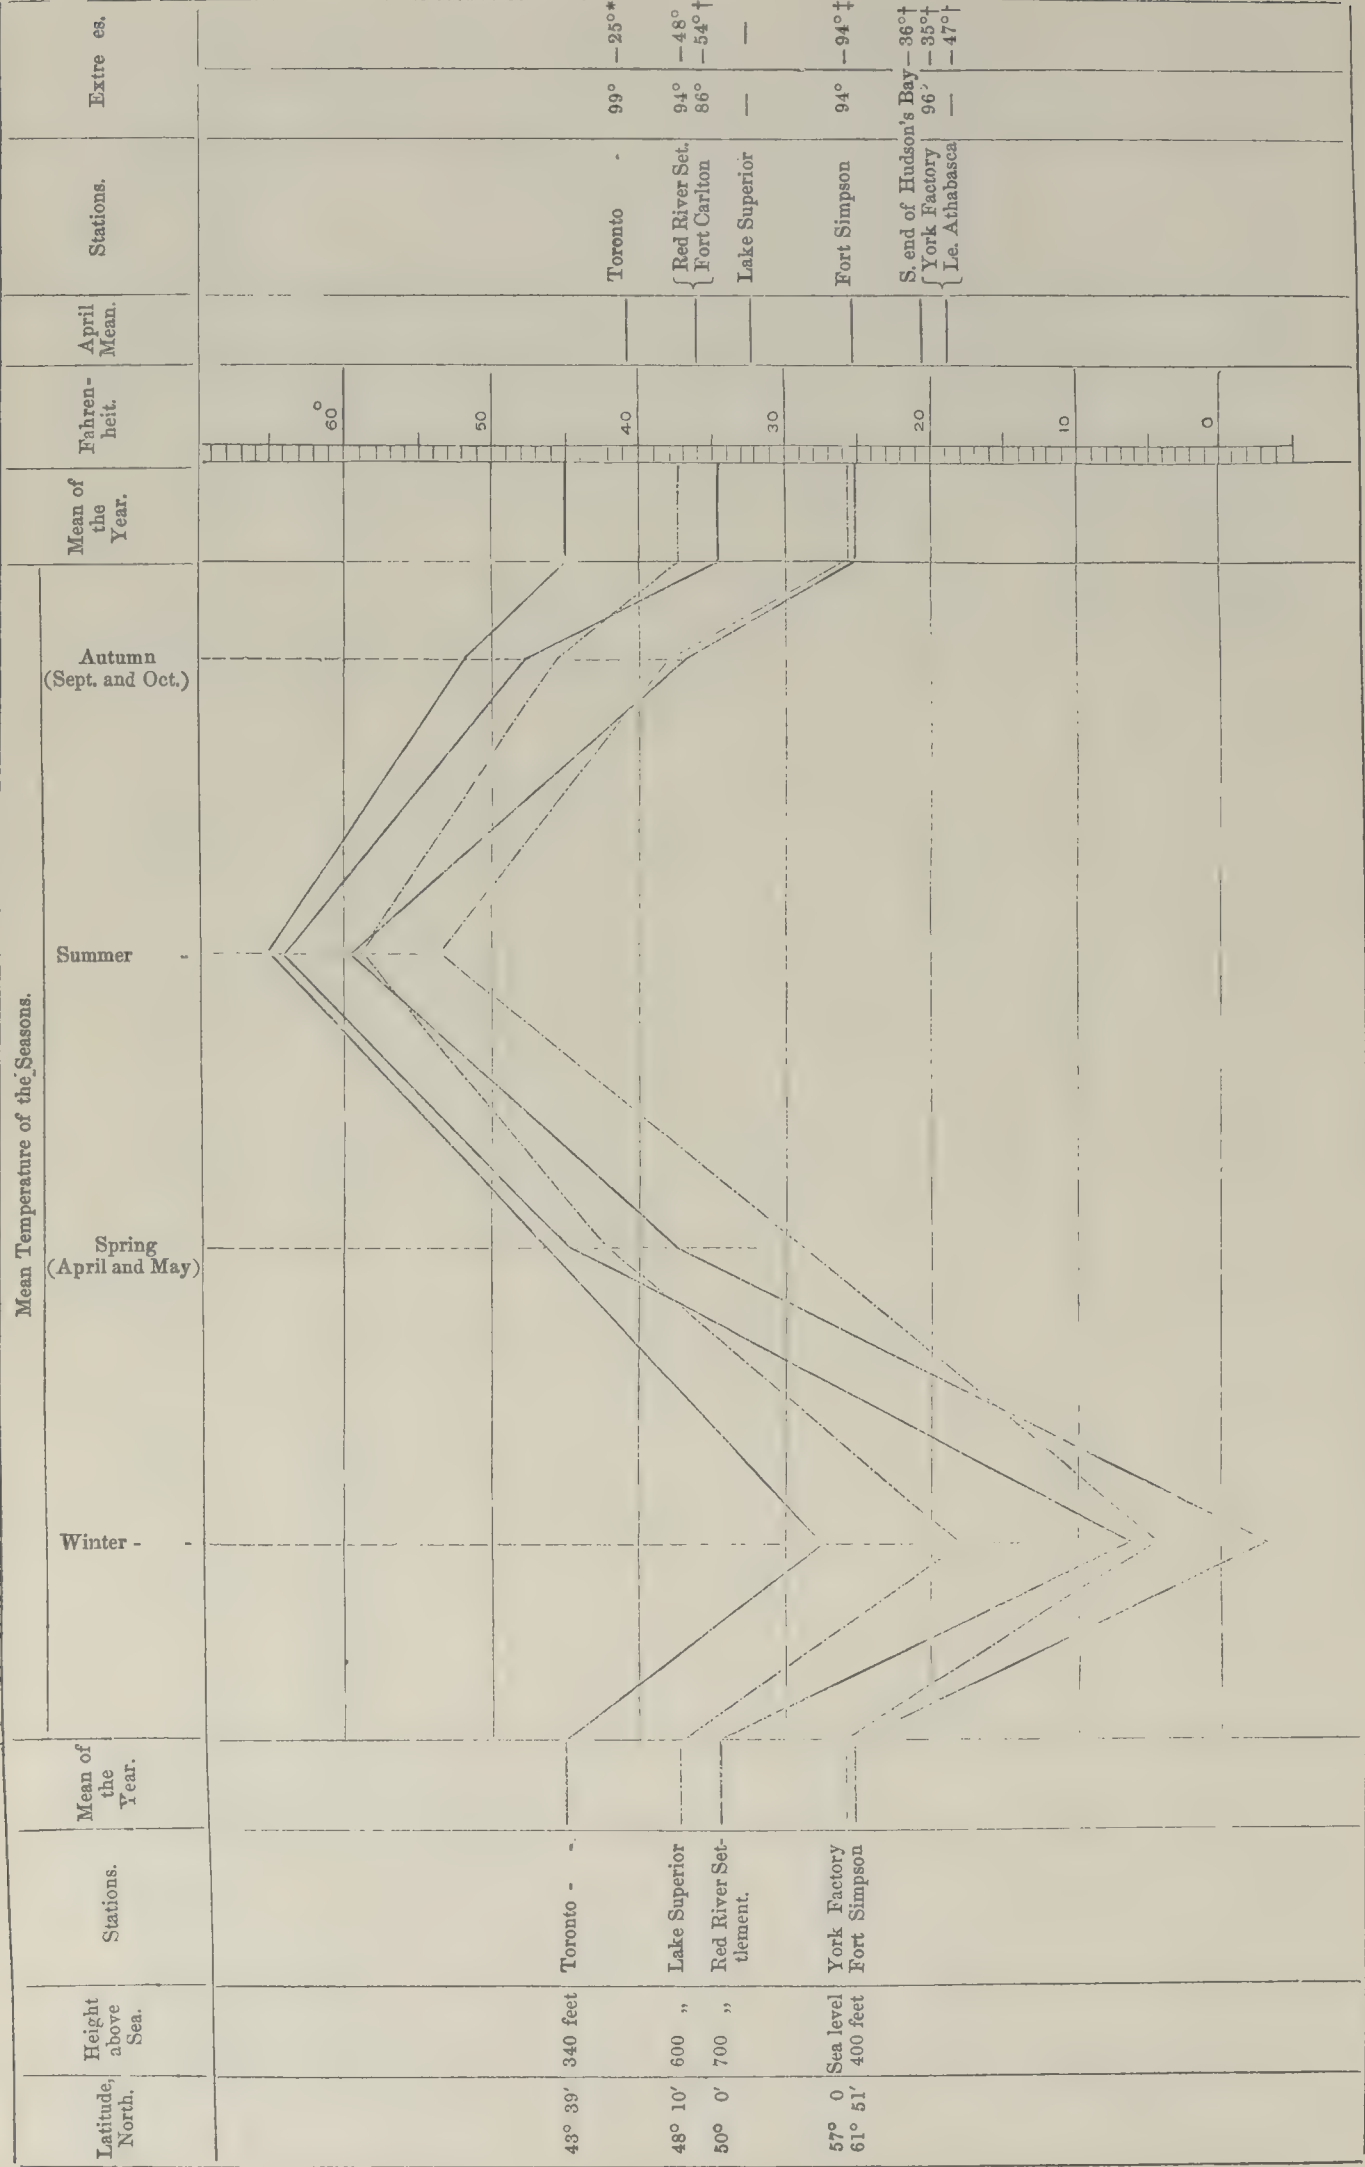 Mean Temperature of the Seasons.
Latitude, North.
Height above Sea.
Stations.
Mean of the Year.
Winter - -
Spring (April and May)
Summer -
Autumn (Sept. and Oct.)
Mean of the Year.
Fahren- heit.
April Mean.
Stations.
Extre es.
60°
50
40
30
20
10
0
43° 39′ 340 feet Toronto - -
48° 10′ 600 „ Lake Superior
50° 0′ 700 „ Red River Set-
tlement.
57° 0 Sea level York Factory
61° 51′ 400 feet Fort Simpson
Toronto - 99° —25°*
Red River Set. 94° —48°
Fort Carlton 86° —54°†
Lake Superior — —
Fort Simpson 94° —94°‡
S. end of Hudson's Bay —36°†
York Factory 96° —35°†
Le. Athabasca — —47°†